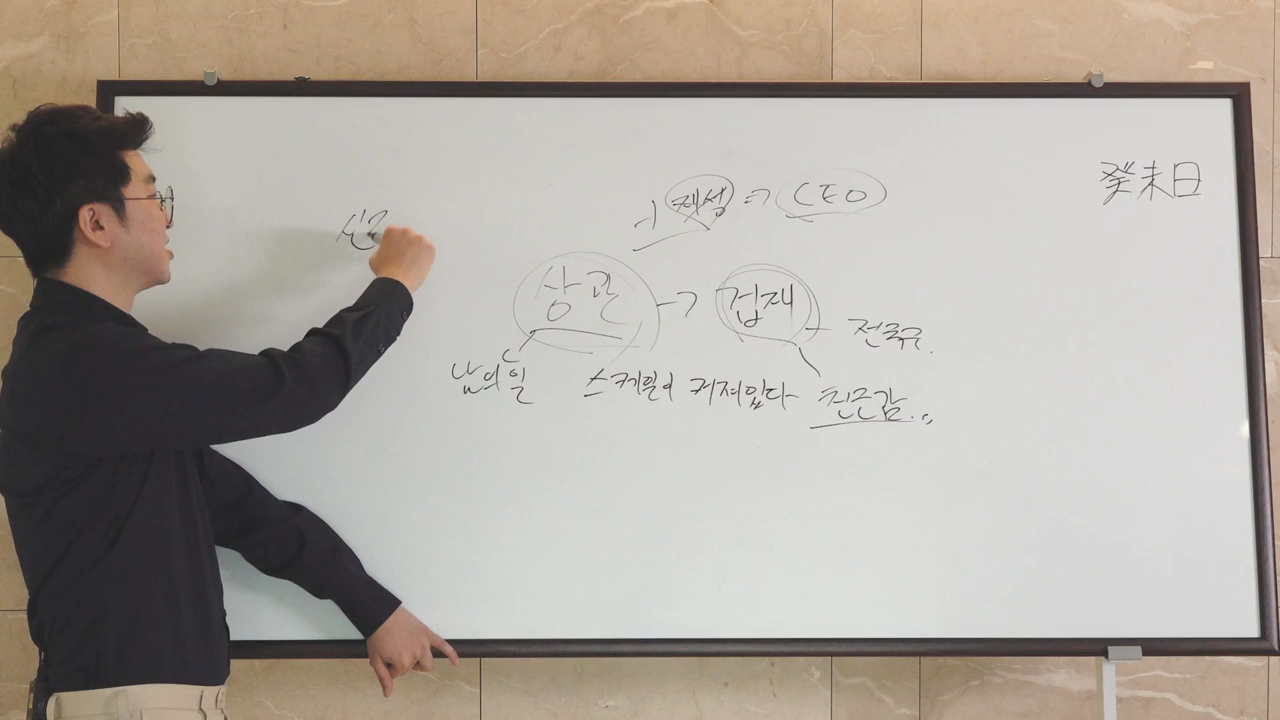 癸未日
재성 => CEO
신
상관 -> 겁재
전국구.
남의 일
스케일이 커져있다
친근감...